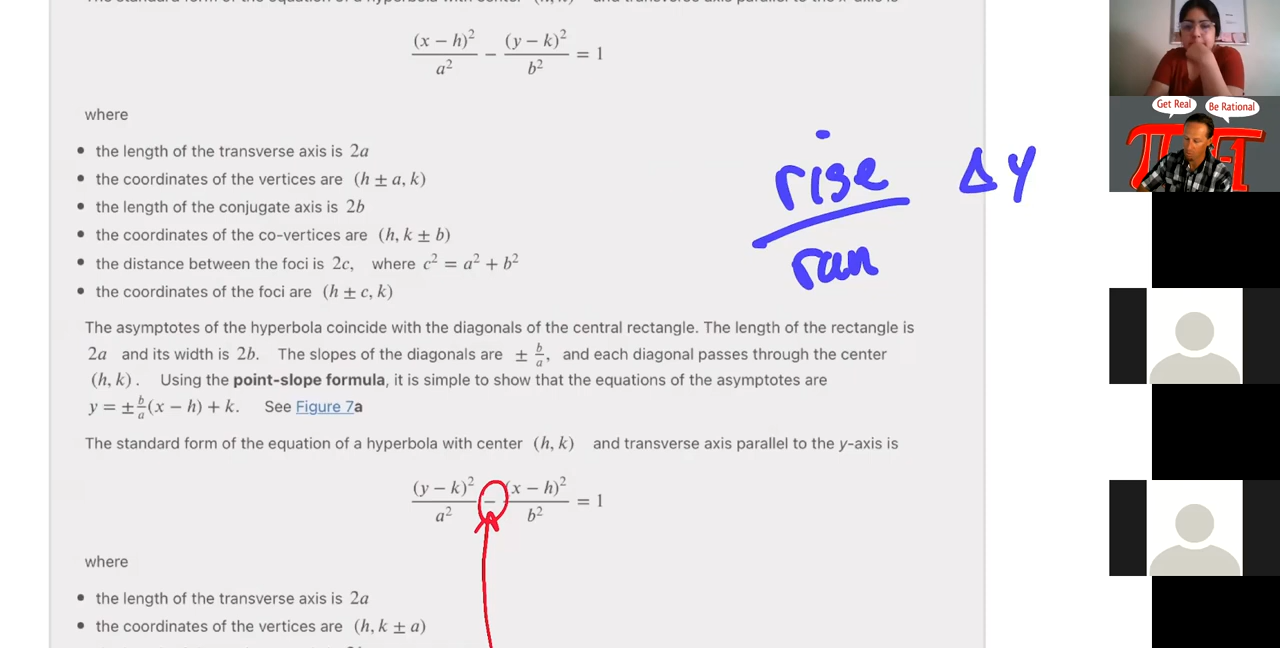 The standard form of the equation of a hyperbola with center (h, k) and transverse axis parallel to the x-axis is
(x − h)² / a² − (y − k)² / b² = 1
where
• the length of the transverse axis is 2a
• the coordinates of the vertices are (h ± a, k)
• the length of the conjugate axis is 2b
• the coordinates of the co-vertices are (h, k ± b)
• the distance between the foci is 2c, where c² = a² + b²
• the coordinates of the foci are (h ± c, k)
The asymptotes of the hyperbola coincide with the diagonals of the central rectangle. The length of the rectangle is
2a and its width is 2b. The slopes of the diagonals are ± b/a, and each diagonal passes through the center
(h, k). Using the point-slope formula, it is simple to show that the equations of the asymptotes are
y = ± b/a (x − h) + k. See Figure 7a
The standard form of the equation of a hyperbola with center (h, k) and transverse axis parallel to the y-axis is
(y − k)² / a² − (x − h)² / b² = 1
where
• the length of the transverse axis is 2a
• the coordinates of the vertices are (h, k ± a)
rise Δy
run
Get Real
Be Rational